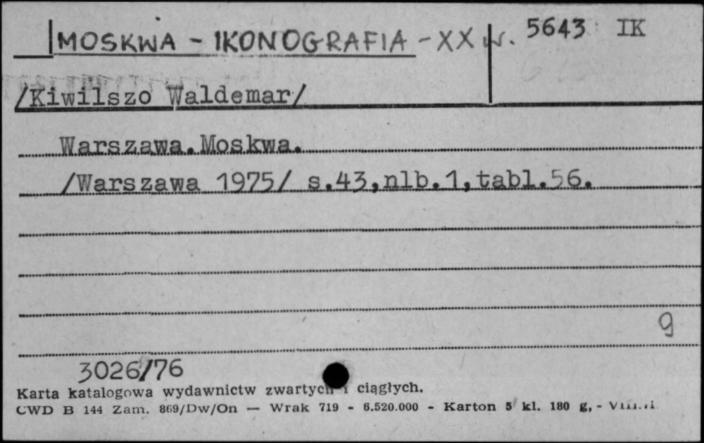 MOSKWA - IKONOGRAFIA - XX w. 5643 IK
/Kiwilszo Waldemar/
Warszawa.Moskwa.
/Warszawa 1975/ s.43,nlb.1,tabl.56.
9
3026/76
Karta katalogowa wydawnictw zwartych i ciągłych.
CWD B 144 Zam. 869/Dw/On — Wrak 719 - 6.520.000 - Karton 5 kl. 180 g, -